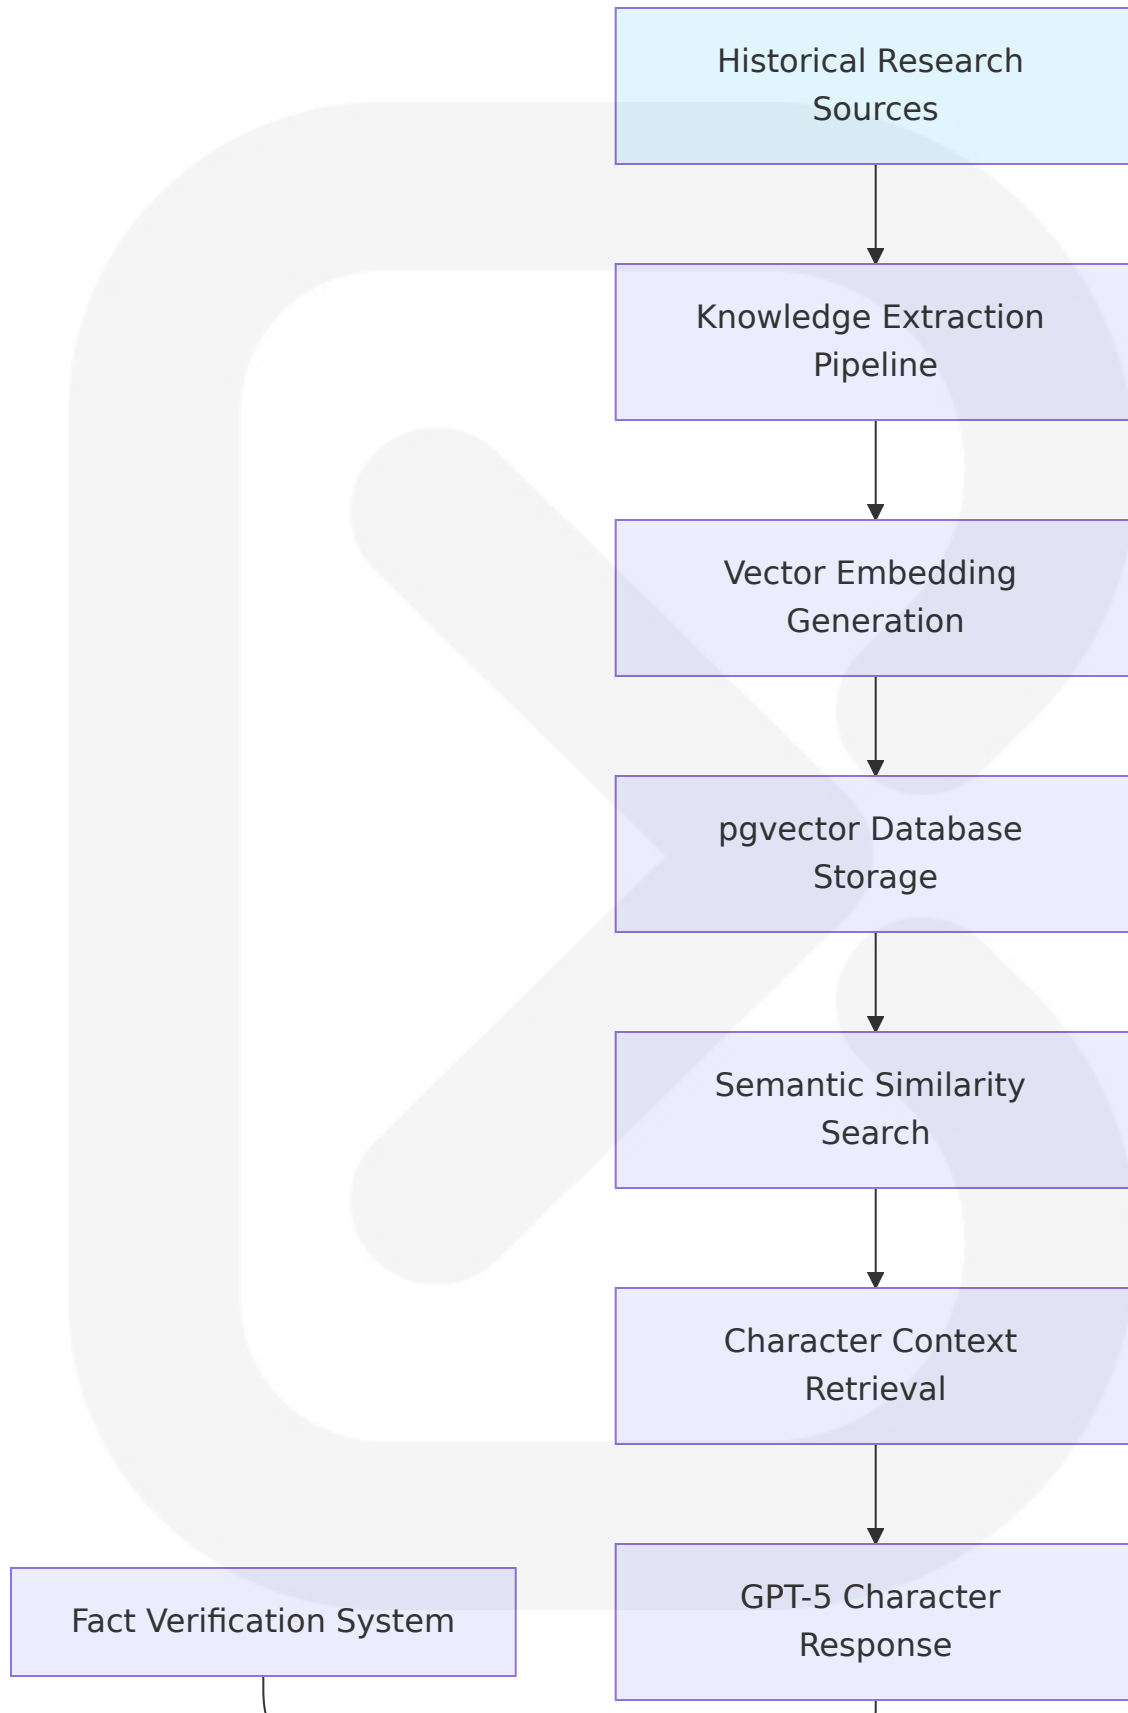 Historical Research
Sources
Knowledge Extraction
Pipeline
Vector Embedding
Generation
pgvector Database
Storage
Semantic Similarity
Search
Character Context
Retrieval
GPT-5 Character
Response
Fact Verification System